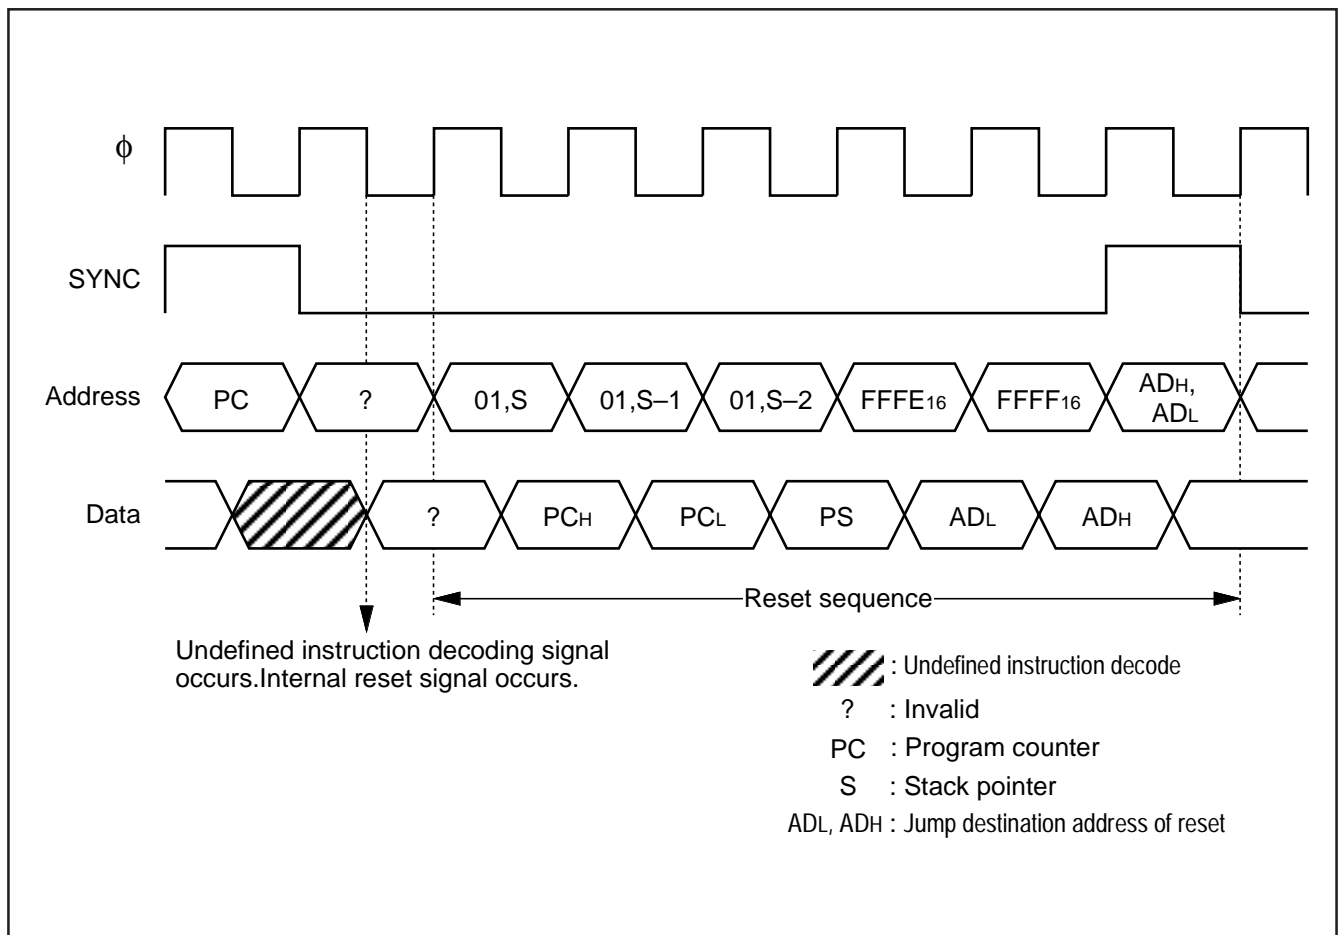 ϕ
SYNC
Address PC ? 01,S 01,S–1 01,S–2 FFFE16 FFFF16 ADH, ADL
Data ? PCH PCL PS ADL ADH
Reset sequence
Undefined instruction decoding signal
occurs.Internal reset signal occurs.
: Undefined instruction decode
? : Invalid
PC : Program counter
S : Stack pointer
ADL, ADH : Jump destination address of reset